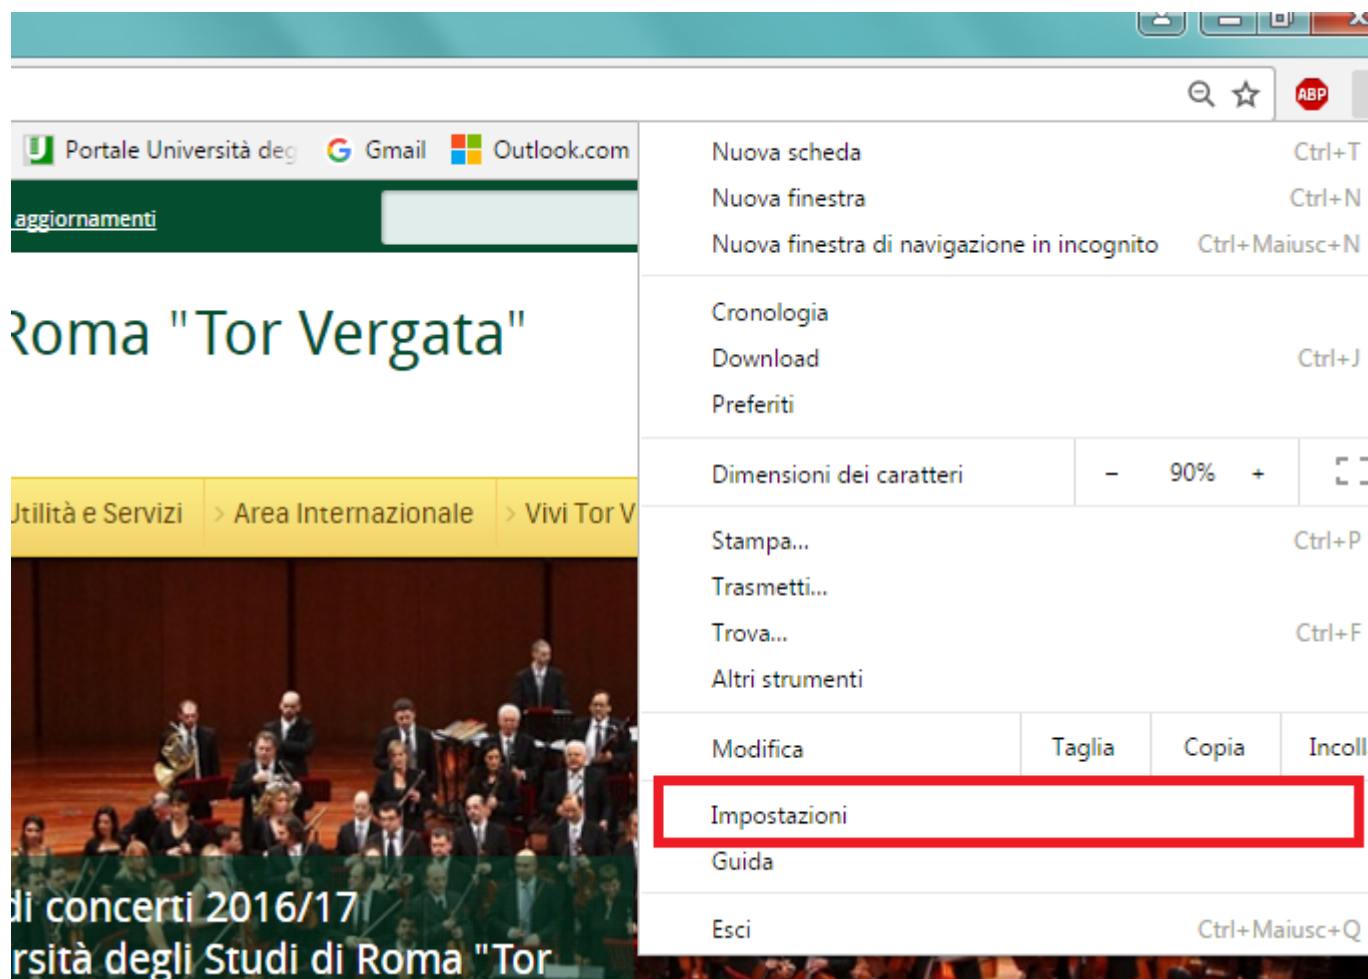 ABP
Portale Università deg
Gmail
Outlook.com
aggiornamenti
Roma "Tor Vergata"
Utilità e Servizi
Area Internazionale
Vivi Tor V
di concerti 2016/17
rsità degli Studi di Roma "Tor
Nuova scheda Ctrl+T
Nuova finestra Ctrl+N
Nuova finestra di navigazione in incognito Ctrl+Maiusc+N
Cronologia
Download Ctrl+J
Preferiti
Dimensioni dei caratteri - 90% +
Stampa... Ctrl+P
Trasmetti...
Trova... Ctrl+F
Altri strumenti
Modifica Taglia Copia Incoll
Impostazioni
Guida
Esci Ctrl+Maiusc+Q